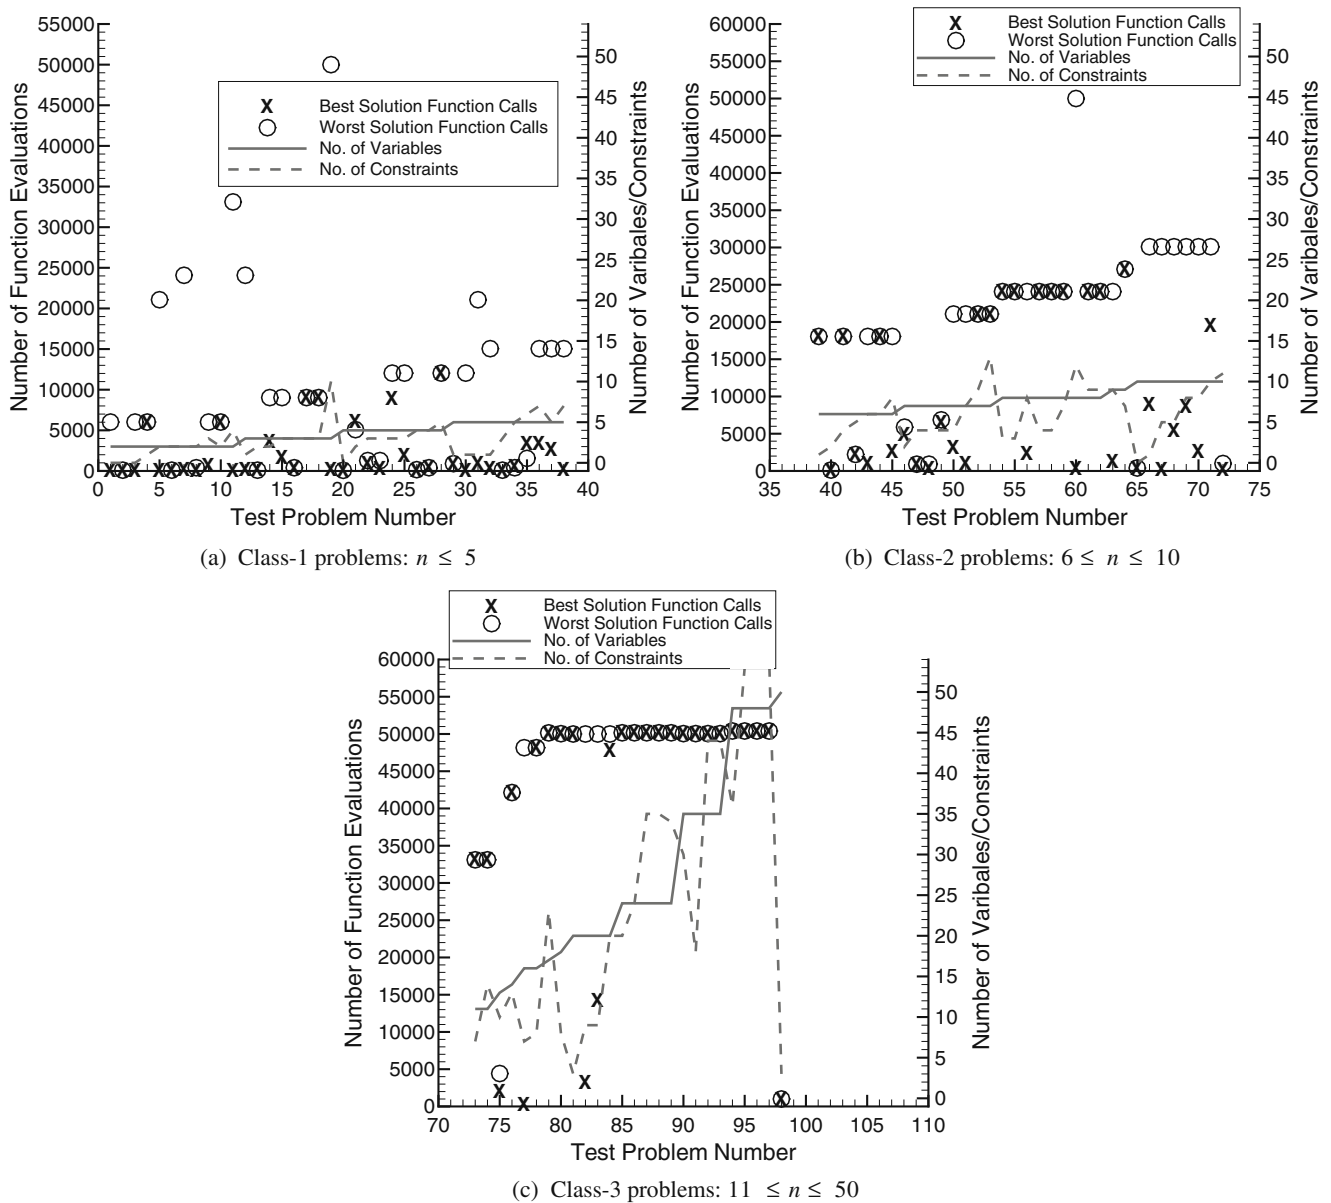 55000
50000
45000
40000
35000
30000
25000
20000
15000
10000
5000
0
Number of Function Evaluations
X Best Solution Function Calls
Worst Solution Function Calls
No. of Variables
No. of Constraints
50
45
40
35
30
25
20
15
10
5
0
Number of Varibales/Constraints
0 5 10 15 20 25 30 35 40
Test Problem Number
(a) Class-1 problems: n ≤ 5
60000
55000
50000
45000
40000
35000
30000
25000
20000
15000
10000
5000
0
Number of Function Evaluations
X Best Solution Function Calls
Worst Solution Function Calls
No. of Variables
No. of Constraints
50
45
40
35
30
25
20
15
10
5
0
Number of Varibales/Constraints
35 40 45 50 55 60 65 70 75
Test Problem Number
(b) Class-2 problems: 6 ≤ n ≤ 10
X Best Solution Function Calls
Worst Solution Function Calls
No. of Variables
No. of Constraints
60000
55000
50000
45000
40000
35000
30000
25000
20000
15000
10000
5000
0
Number of Function Evaluations
50
45
40
35
30
25
20
15
10
5
0
Number of Varibales/Constraints
70 75 80 85 90 95 100 105 110
Test Problem Number
(c) Class-3 problems: 11 ≤ n ≤ 50